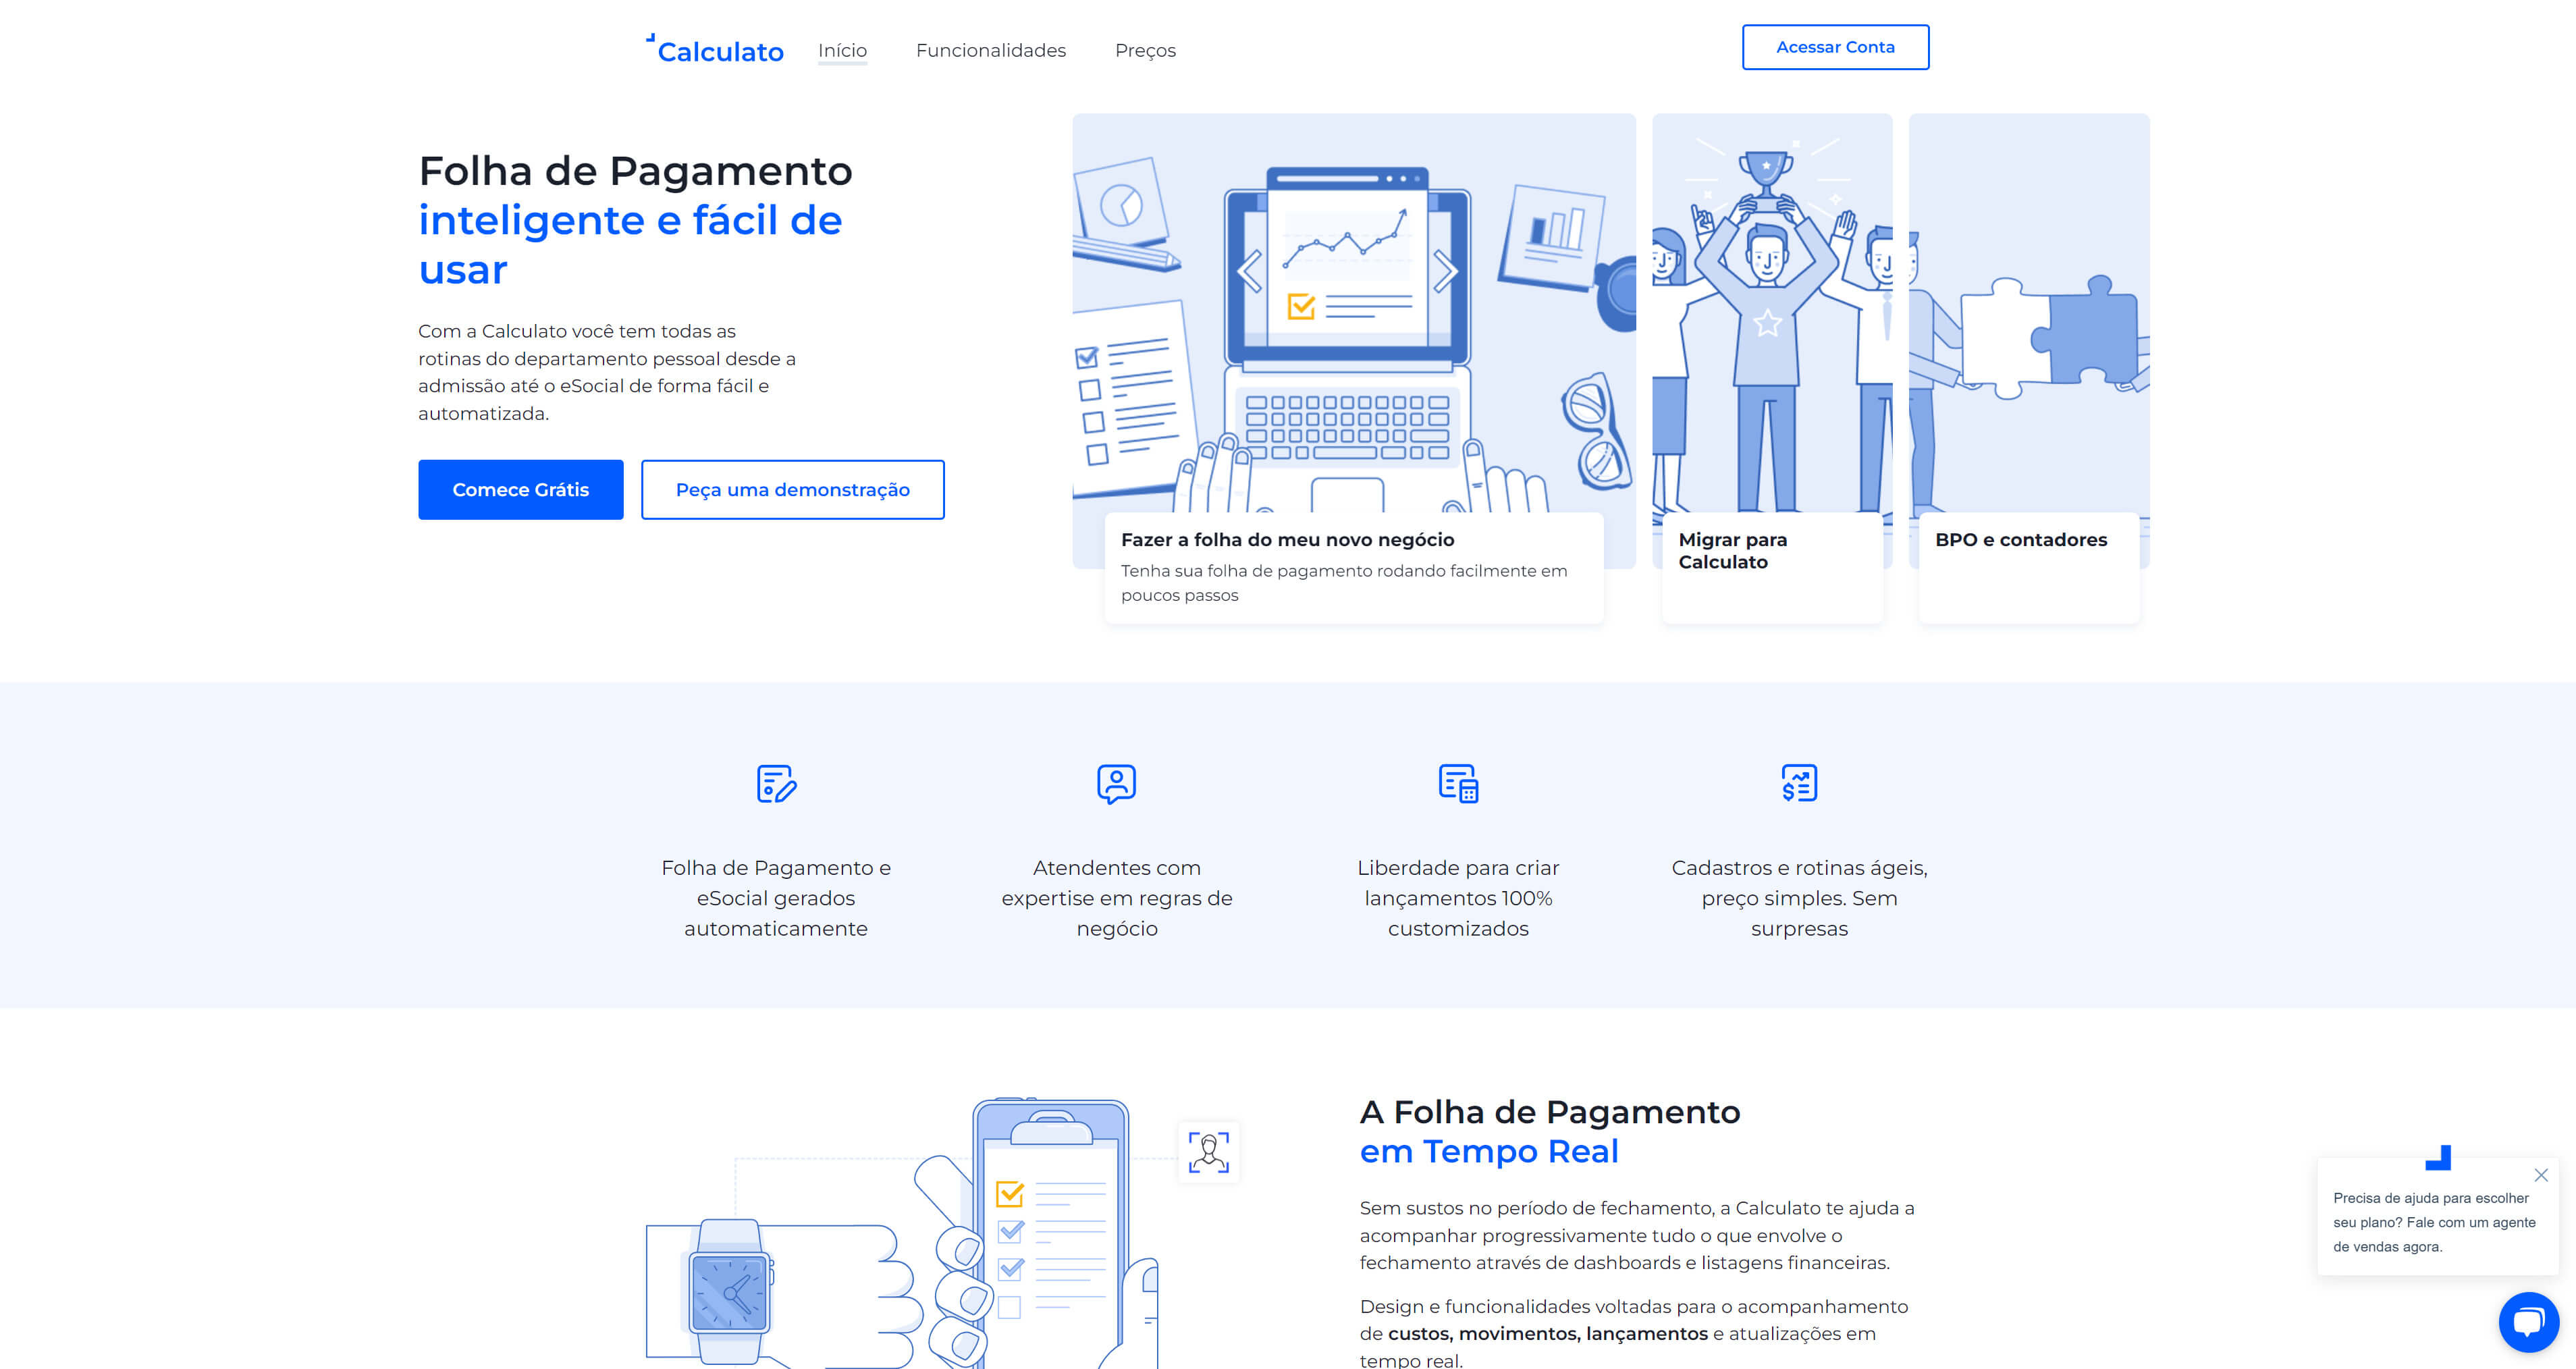 Calculato
Início
Funcionalidades
Preços
Acessar Conta
Folha de Pagamento
inteligente e fácil de
usar
Com a Calculato você tem todas as
rotinas do departamento pessoal desde a
admissão até o eSocial de forma fácil e
automatizada.
Comece Grátis
Peça uma demonstração
Fazer a folha do meu novo negócio
Tenha sua folha de pagamento rodando facilmente em
poucos passos
Migrar para
Calculato
BPO e contadores
Folha de Pagamento e
eSocial gerados
automaticamente
Atendentes com
expertise em regras de
negócio
Liberdade para criar
lançamentos 100%
customizados
Cadastros e rotinas ágeis,
preço simples. Sem
surpresas
A Folha de Pagamento
em Tempo Real
Sem sustos no período de fechamento, a Calculato te ajuda a
acompanhar progressivamente tudo o que envolve o
fechamento através de dashboards e listagens financeiras.
Design e funcionalidades voltadas para o acompanhamento
de custos, movimentos, lançamentos e atualizações em
tempo real.
Precisa de ajuda para escolher
seu plano? Fale com um agente
de vendas agora.